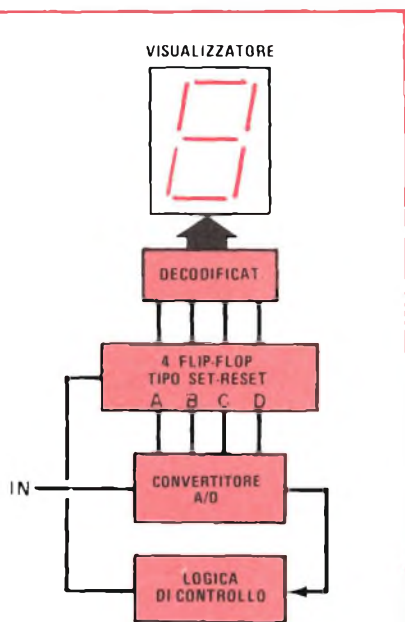 VISUALIZZATORE
DECODIFICAT.
4 FLIP-FLOP
TIPO SET-RESET
A B C D
IN
CONVERTITORE
A/D
LOGICA
DI CONTROLLO